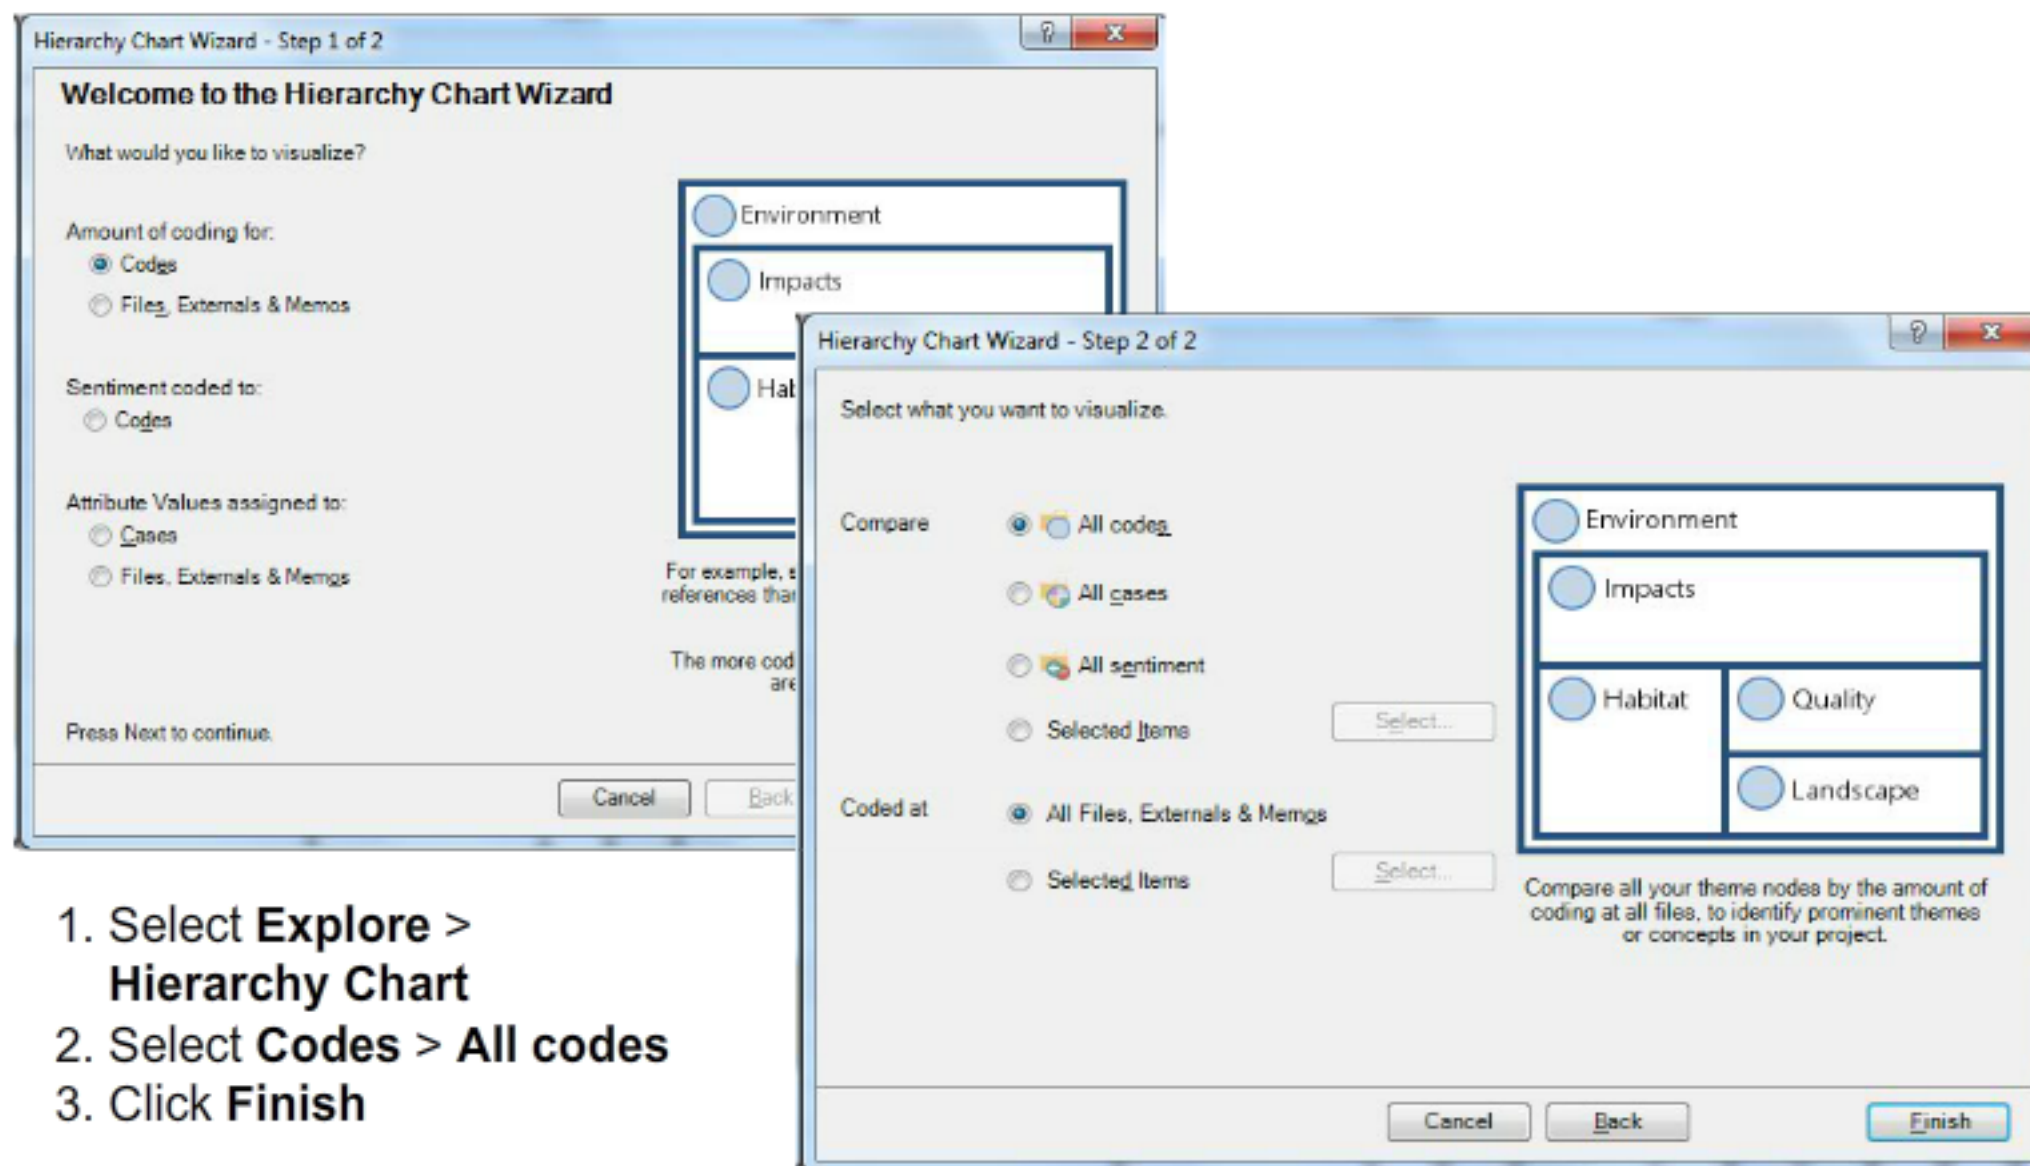 Hierarchy Chart Wizard - Step 1 of 2
Welcome to the Hierarchy Chart Wizard
What would you like to visualize?
Amount of coding for:
Codes
Files, Externals & Memos
Sentiment coded to:
Codes
Attribute Values assigned to:
Cases
Files, Externals & Memos
Press Next to continue.
Environment
Impacts
For example,
references
The more
are
Cancel
Back
Hierarchy Chart Wizard - Step 2 of 2
Select what you want to visualize.
Compare
All codes
All cases
All sentiment
Selected Items
Select...
Coded at
All Files, Externals & Memos
Selected Items
Select...
Environment
Impacts
Habitat
Quality
Landscape
Compare all your theme nodes by the amount of
coding at all files, to identify prominent themes
or concepts in your project.
Cancel
Back
Finish
1. Select Explore >
Hierarchy Chart
2. Select Codes > All codes
3. Click Finish